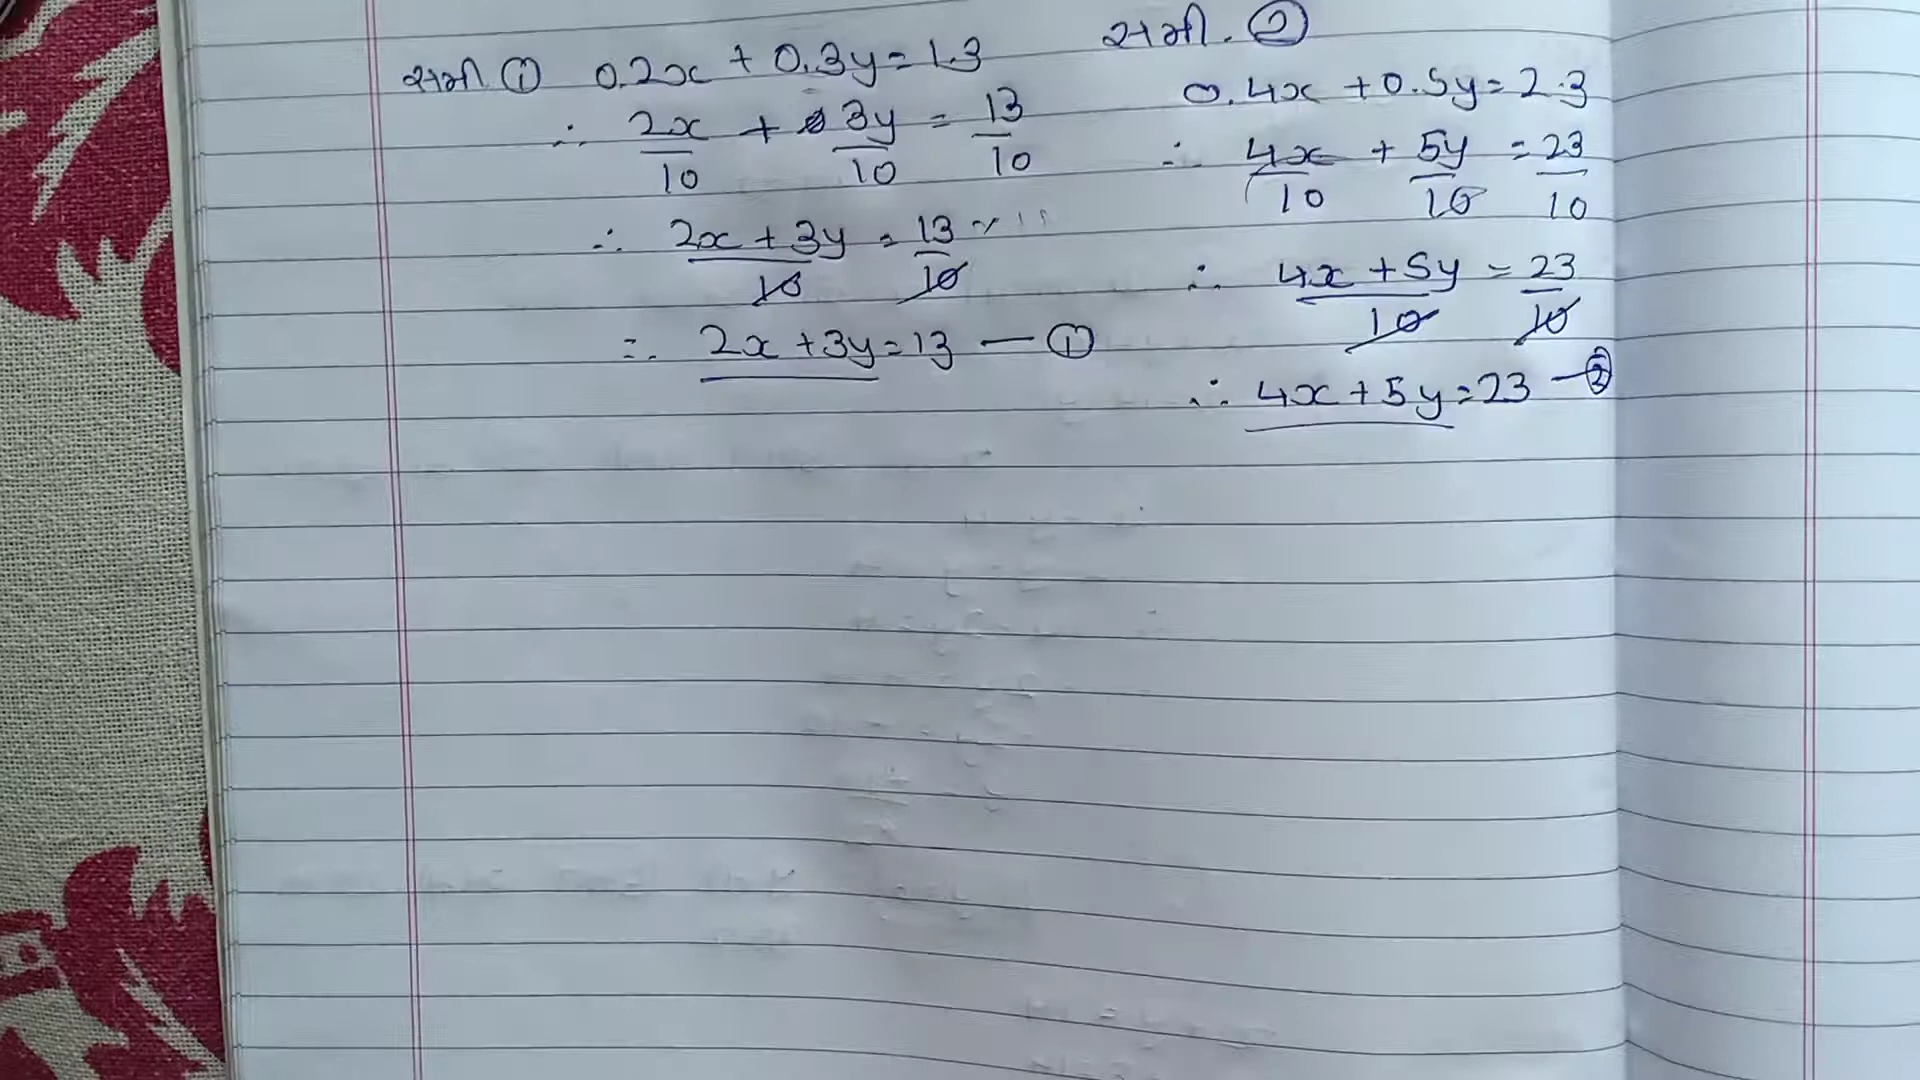 સમી. ① 0.2x + 0.3y = 1.3
∴ 2x/10 + 3y/10 = 13/10
∴ 2x + 3y/10 = 13/10
∴ 2x + 3y = 13 — ①
સમી. ②
0.4x + 0.5y = 2.3
∴ 4x/10 + 5y/10 = 23/10
∴ 4x + 5y/10 = 23/10
∴ 4x + 5y = 23 — ②